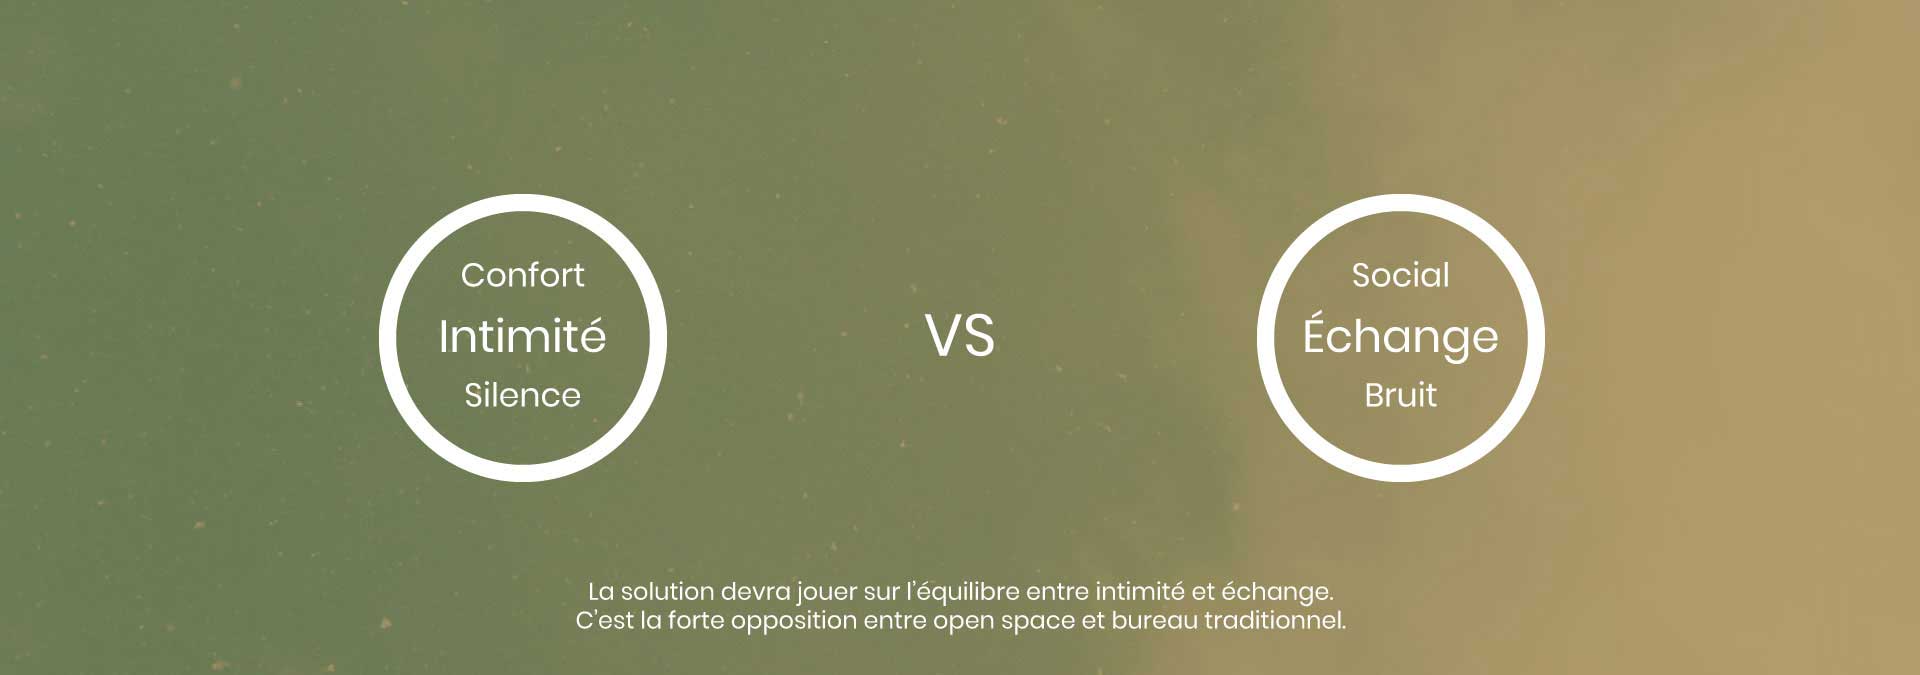 Confort
Intimité
Silence
VS
Social
Échange
Bruit
La solution devra jouer sur l’équilibre entre intimité et échange.
C’est la forte opposition entre open space et bureau traditionnel.